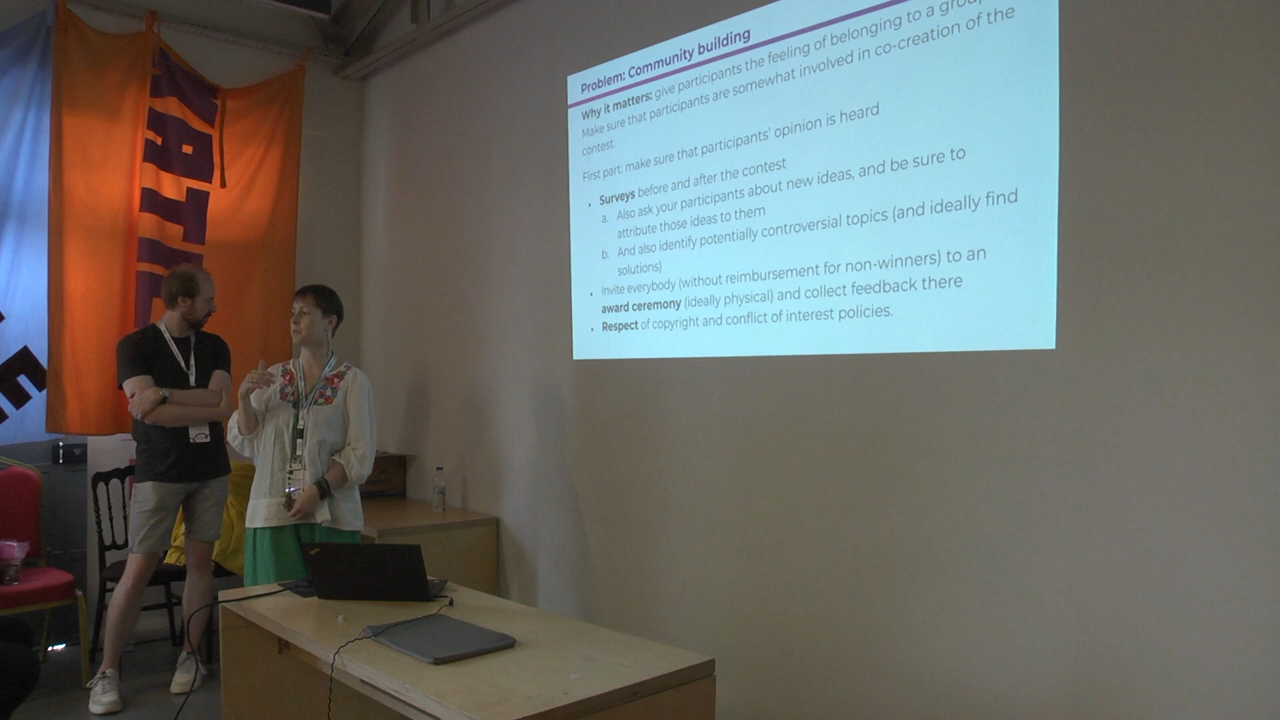 Problem: Community building
Why it matters: give participants the feeling of belonging to a group
Make sure that participants are somewhat involved in co-creation of the
contest.
First part: make sure that participants' opinion is heard
• Surveys before and after the contest
a. Also ask your participants about new ideas, and be sure to
attribute those ideas to them
b. And also identify potentially controversial topics (and ideally find
solutions)
• Invite everybody (without reimbursement for non-winners) to an
award ceremony (ideally physical) and collect feedback there
• Respect of copyright and conflict of interest policies.